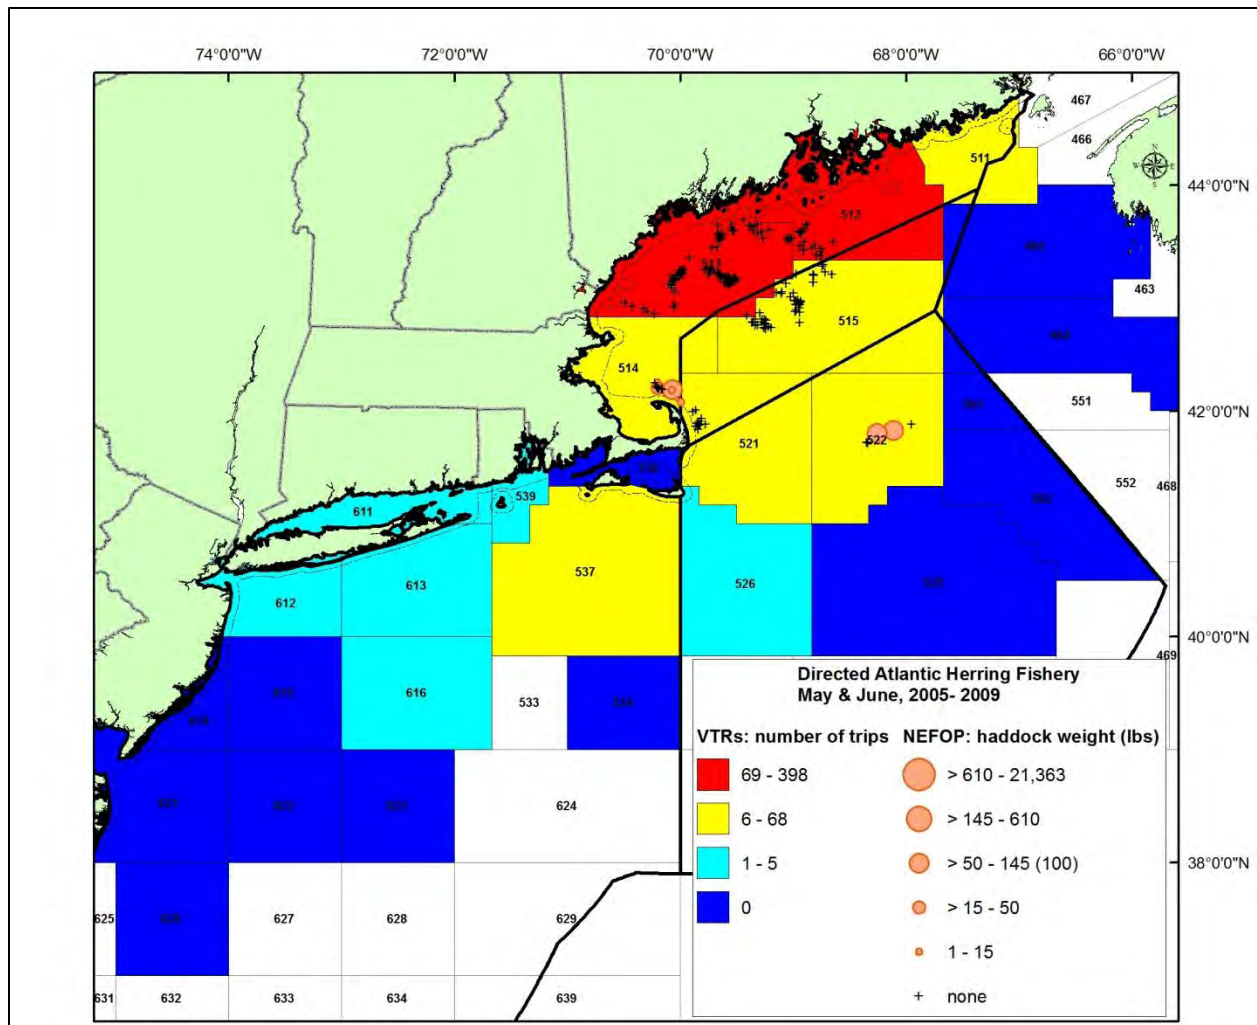 74°0'0"W 72°0'0"W 70°0'0"W 68°0'0"W 66°0'0"W
467
466
N
W E
S
511
44°0'0"N
512
463
515
514
551
42°0'0"N
521
522
552
468
539
611
537
526
613
612
40°0'0"N
469
616
533
624
38°0'0"N
625
627
628
629
631
632
633
634
639
Directed Atlantic Herring Fishery
May & June, 2005- 2009
VTRs: number of trips NEFOP: haddock weight (lbs)
69 - 398 > 610 - 21,363
6 - 68 > 145 - 610
1 - 5 > 50 - 145 (100)
0 > 15 - 50
1 - 15
none